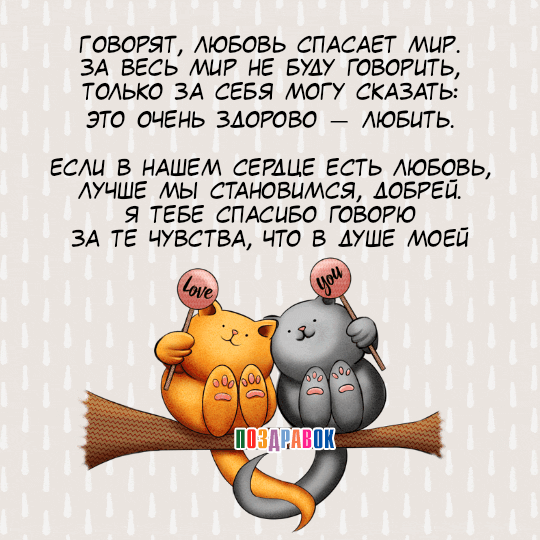 ГОВОРЯТ, ЛЮБОВЬ СПАСАЕТ МИР.
ЗА ВЕСЬ МИР НЕ БУДУ ГОВОРИТЬ,
ТОЛЬКО ЗА СЕБЯ МОГУ СКАЗАТЬ:
ЭТО ОЧЕНЬ ЗДОРОВО – ЛЮБИТЬ.
ЕСЛИ В НАШЕМ СЕРДЦЕ ЕСТЬ ЛЮБОВЬ,
ЛУЧШЕ МЫ СТАНОВИМСЯ, ДОБРЕЙ.
Я ТЕБЕ СПАСИБО ГОВОРЮ
ЗА ТЕ ЧУВСТВА, ЧТО В ДУШЕ МОЕЙ
Love
you
ПОЗДРАВОК